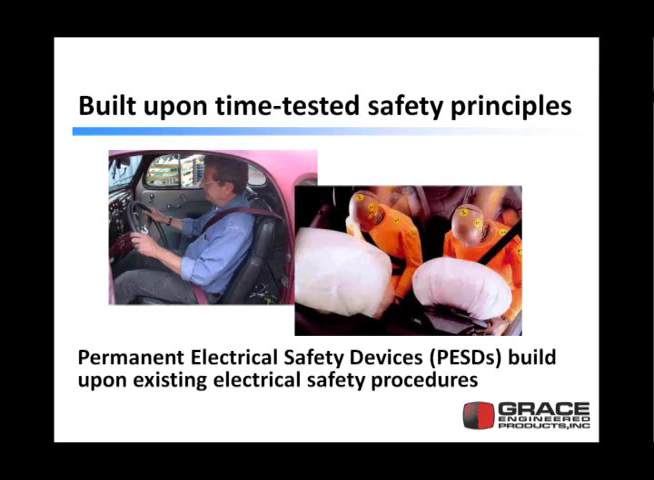 Built upon time-tested safety principles
Permanent Electrical Safety Devices (PESDs) build
upon existing electrical safety procedures
GRACE
ENGINEERED
PRODUCTS,INC